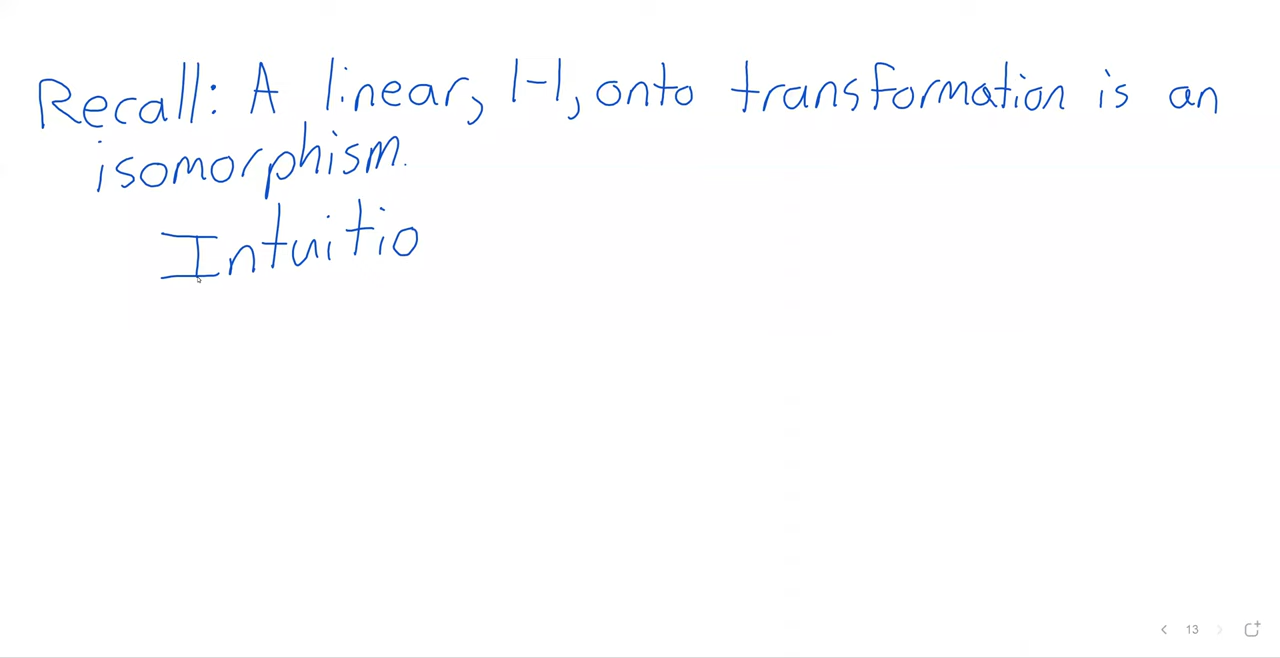 Recall: A linear, 1-1, onto transformation is an
isomorphism.
Intuitio
13